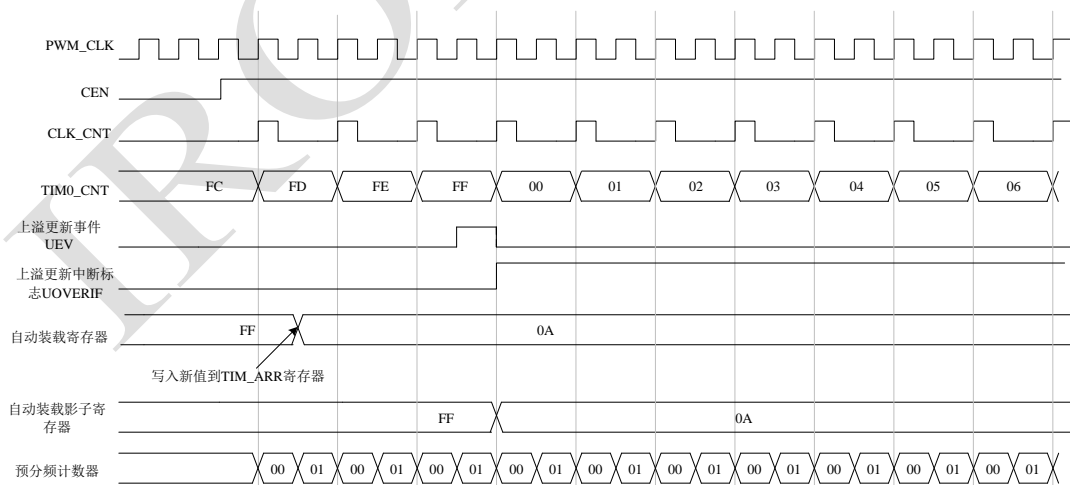 PWM_CLK
CEN
CLK_CNT
TIM0_CNT FC FD FE FF 00 01 02 03 04 05 06
上溢更新事件
UEV
上溢更新中断标
志UOVERIF
自动装载寄存器 FF 0A
写入新值到TIM_ARR寄存器
自动装载影子寄
存器 FF 0A
预分频计数器 00 01 00 01 00 01 00 01 00 01 00 01 00 01 00 01 00 01 00 01